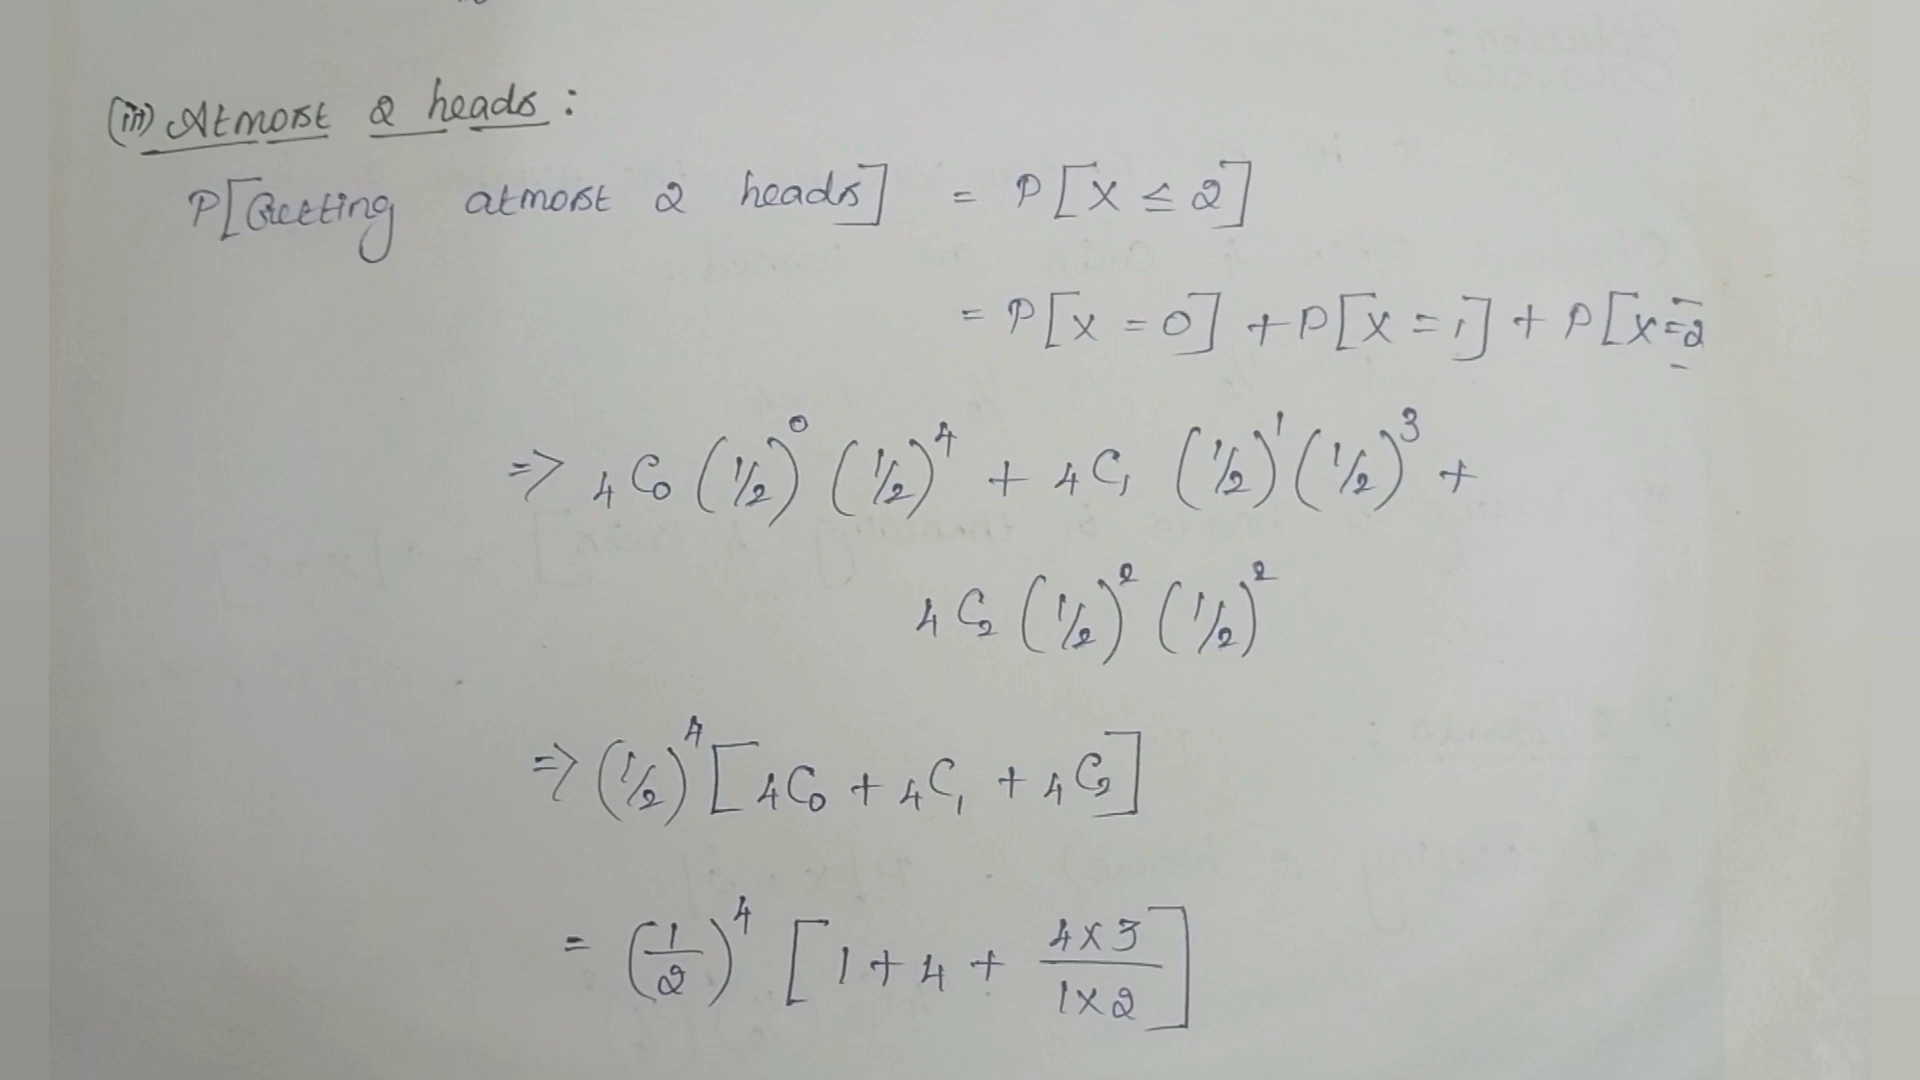 (iii) Atmost 2 heads :
P[Getting atmost 2 heads] = P[X ≤ 2]
= P[X = 0] + P[X = 1] + P[X = 2
⇒ 4C₀ (1/2)⁰ (1/2)⁴ + 4C₁ (1/2)¹ (1/2)³ +
4C₂ (1/2)² (1/2)²
⇒ (1/2)⁴ [4C₀ + 4C₁ + 4C₂]
= (1/2)⁴ [1 + 4 + (4×3)/(1×2)]